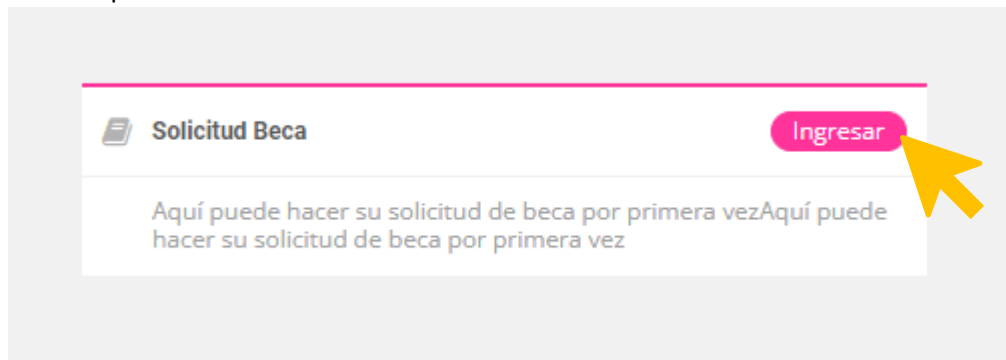 Solicitud Beca
Ingresar
Aquí puede hacer su solicitud de beca por primera vezAquí puede
hacer su solicitud de beca por primera vez